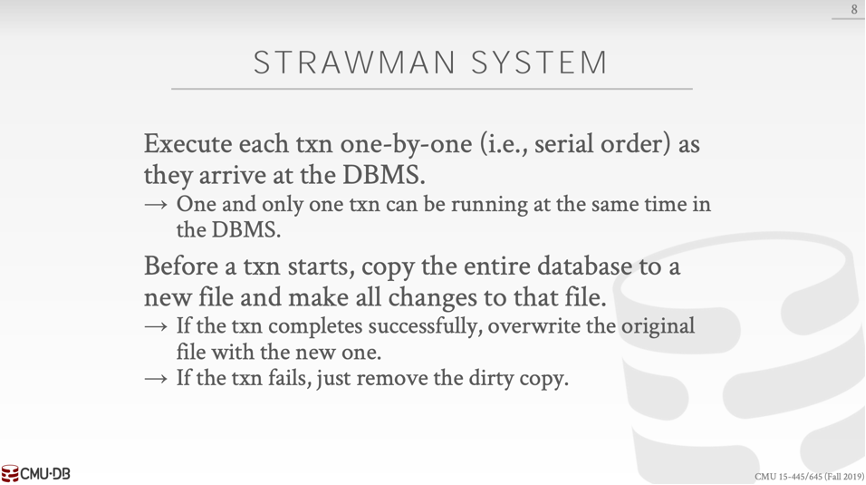 8
STRAWMAN SYSTEM
Execute each txn one-by-one (i.e., serial order) as
they arrive at the DBMS.
→ One and only one txn can be running at the same time in
the DBMS.
Before a txn starts, copy the entire database to a
new file and make all changes to that file.
→ If the txn completes successfully, overwrite the original
file with the new one.
→ If the txn fails, just remove the dirty copy.
CMU·DB
CMU 15-445/645 (Fall 2019)